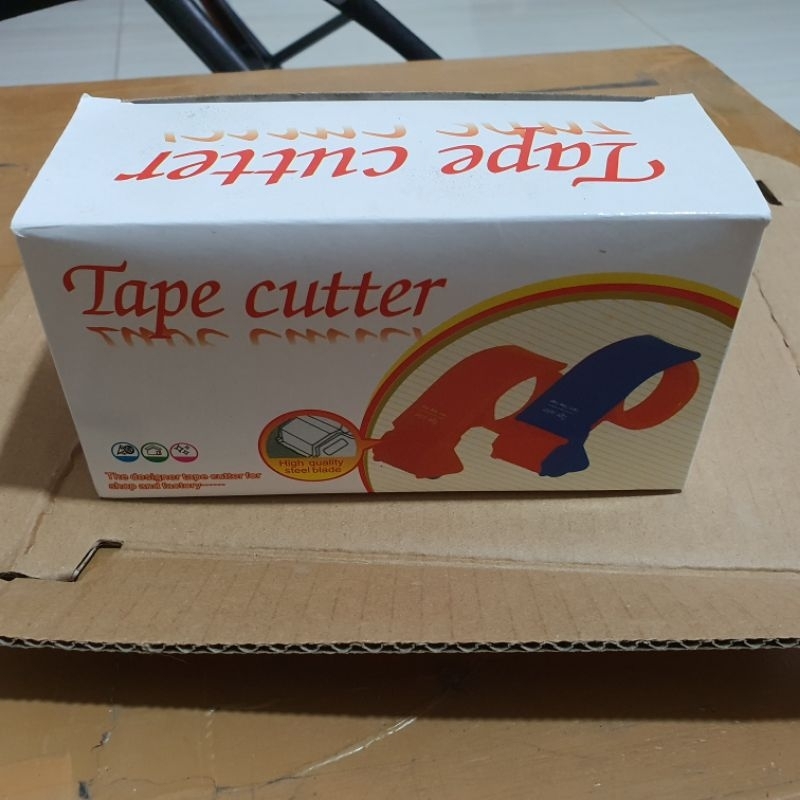 Tape cutter
Tape cutter
High quality
steel blade
The designer tape cutter for
shop and factory------